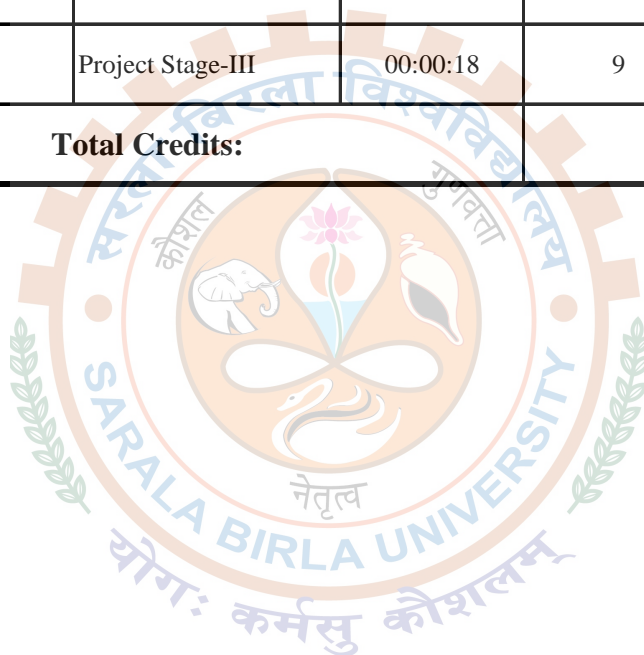 Project Stage-III 00:00:18 9
Total Credits:
सरला बिरला विश्वविद्यालय
कौशल
गुणवत्ता
नेतृत्व
SARALA BIRLA UNIVERSITY
योगः कर्मसु कौशलम्